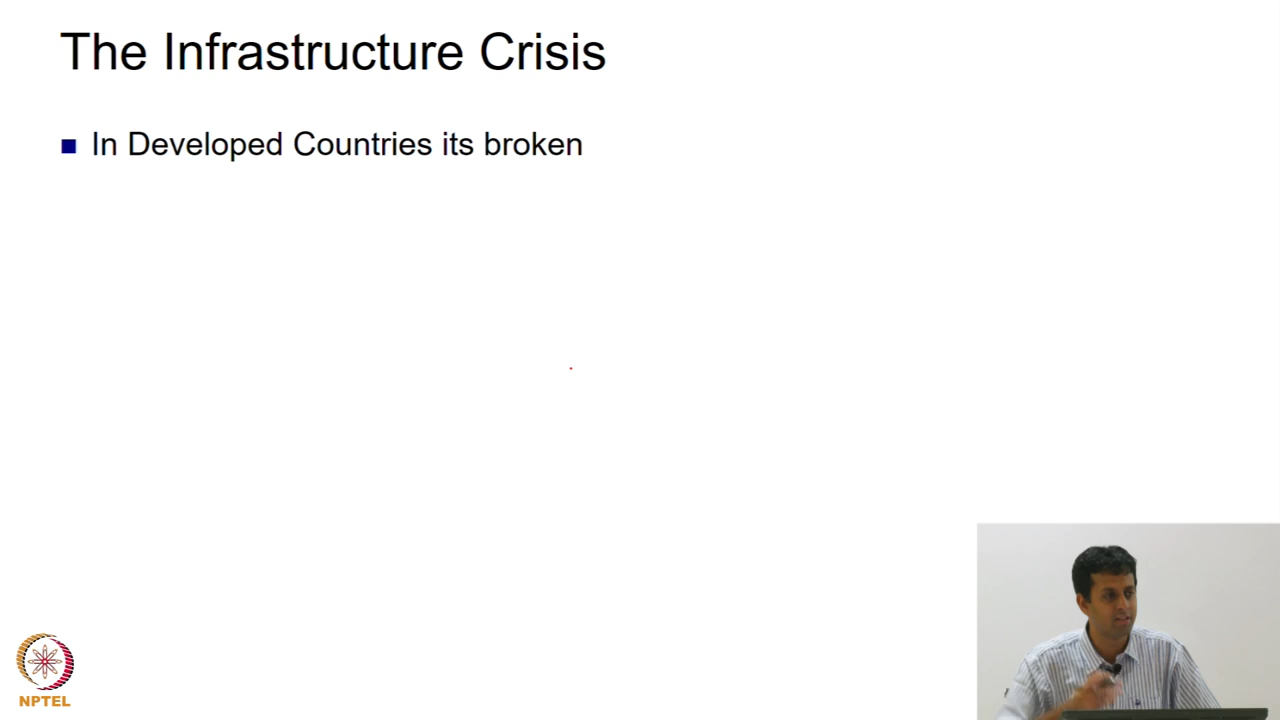 The Infrastructure Crisis
In Developed Countries its broken
NPTEL